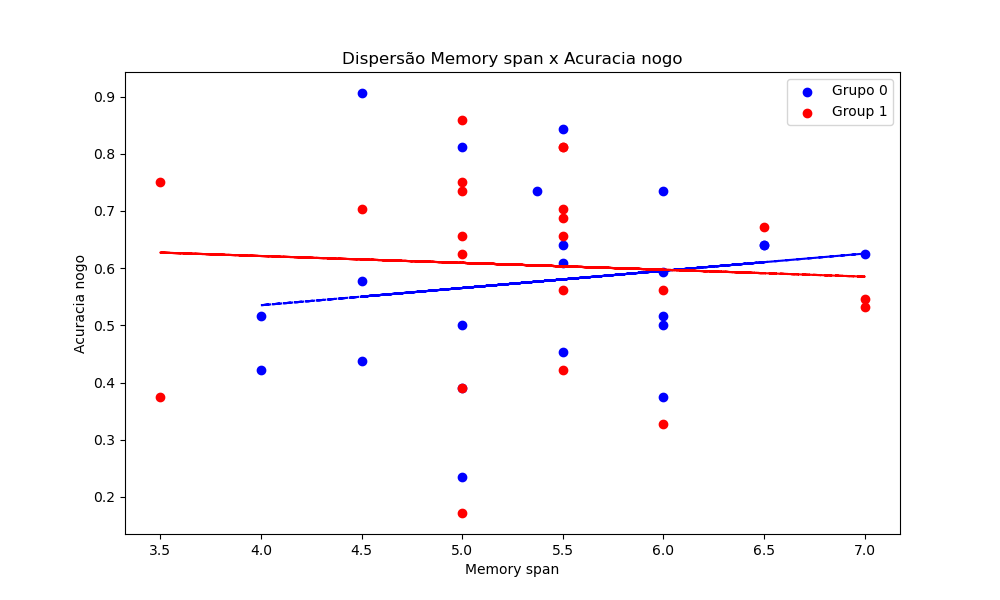 Dispersão Memory span x Acuracia nogo
Grupo 0
Group 1
Acuracia nogo
0.9
0.8
0.7
0.6
0.5
0.4
0.3
0.2
3.5 4.0 4.5 5.0 5.5 6.0 6.5 7.0
Memory span